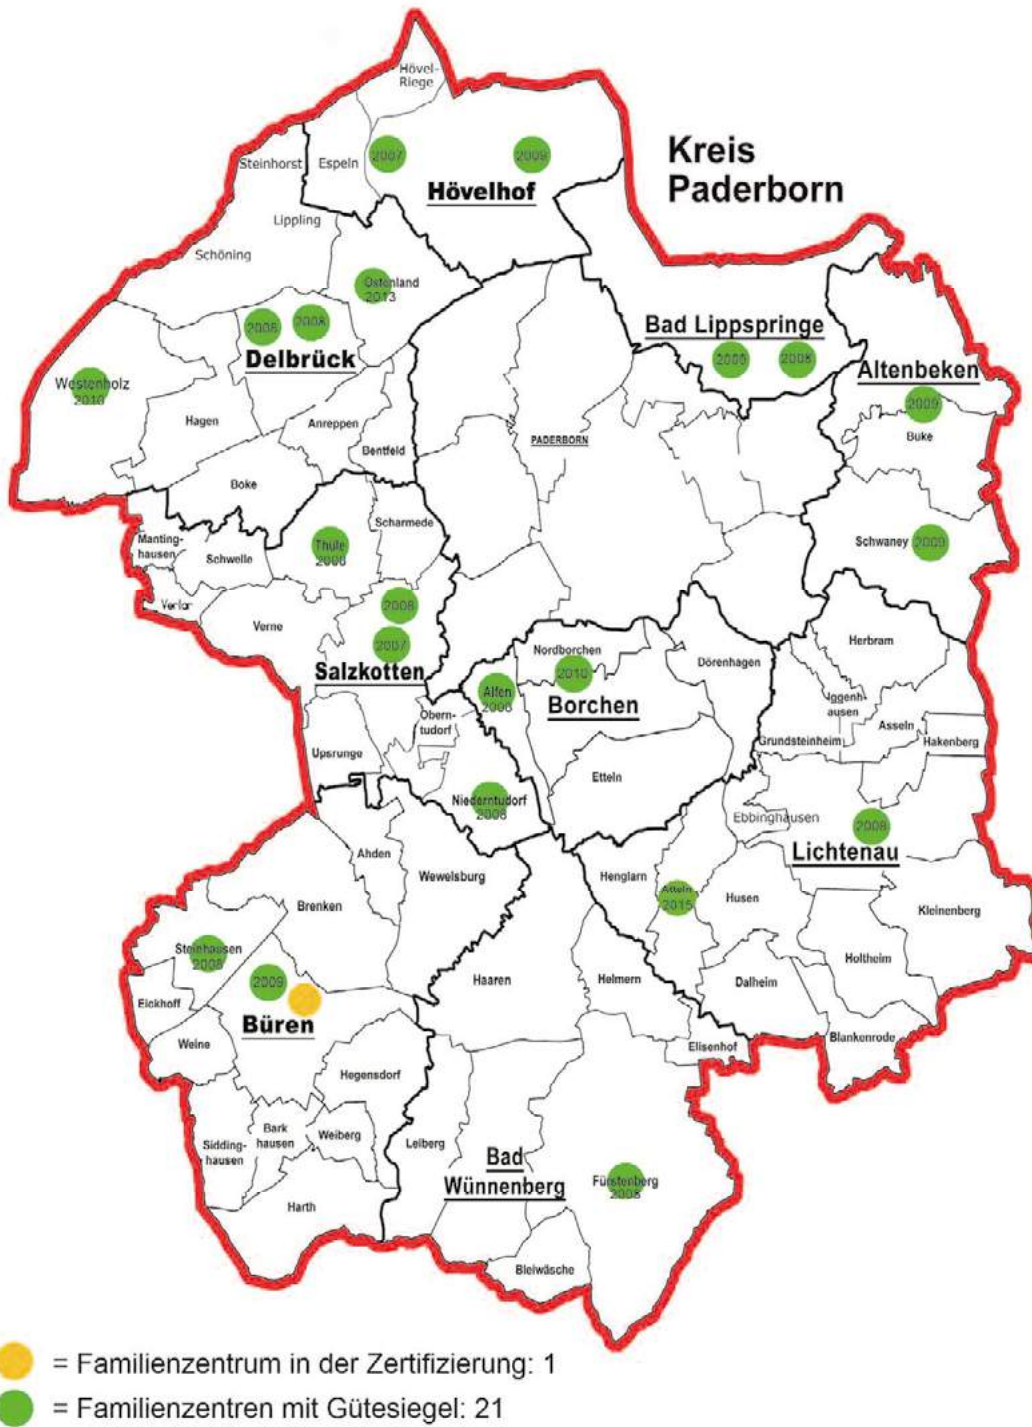 Hövel-
Riege
Kreis
Paderborn
Steinhorst
Espeln
2007
2009
Hövelhof
Lippling
Schöning
Ostenland
2013
2008
Delbrück
Bad Lippspringe
2009
2008
Altenbeken
2009
Westenholz
2010
Hagen
Anreppen
Bentfeld
PADERBORN
Buke
Boke
Scharmede
Manting-
hausen
Schwelle
Thüle
2008
Schwaney
2009
Verlar
Verne
2008
2007
Salzkotten
Nordborchen
2010
Dörenhagen
Herbram
Alfen
Borchen
Iggenh-
ausen
Asseln
Hakenberg
Grundsteinheim
Obern-
tudorf
Upsrunge
Etteln
Niederntudorf
2008
Ebbinghausen
2008
Lichtenau
Ahden
Wewelsburg
Henglarn
Atteln
2015
Husen
Kleinenberg
Brenken
Steinhausen
2008
2009
Büren
Eickhoff
Haaren
Helmern
Dalheim
Holtheim
Weine
Elisenhof
Blankenrode
Hegensdorf
Sidding-
hausen
Bark
hausen
Weiberg
Leiberg
Bad
Wünnenberg
Fürstenberg
2008
Harth
Bleiwäsche
= Familienzentrum in der Zertifizierung: 1
= Familienzentren mit Gütesiegel: 21